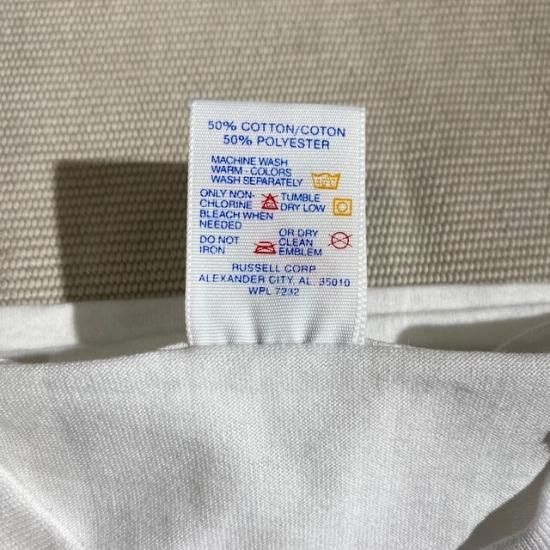 50% COTTON/COTON
50% POLYESTER
MACHINE WASH
WARM - COLORS
WASH SEPARATELY
ONLY NON-
CHLORINE
BLEACH WHEN
NEEDED
TUMBLE
DRY LOW
DO NOT
IRON
OR DRY
CLEAN
EMBLEM
RUSSELL CORP
ALEXANDER CITY, AL. 35010
WPL 7232